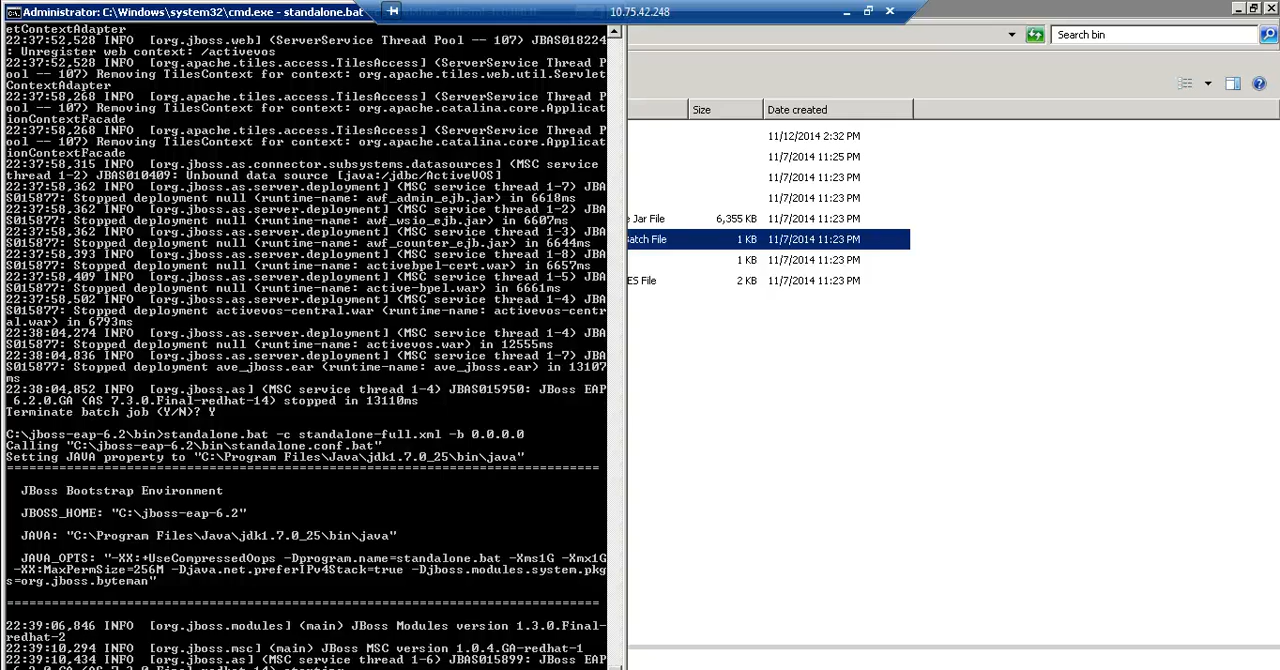 Administrator: C:\Windows\system32\cmd.exe - standalone.bat
10.75.42.248
Search bin
etContextAdapter
22:37:52,528 INFO  [org.jboss.web] (ServerService Thread Pool -- 107) JBAS018224
: Unregister web context: /activevos
22:37:52,528 INFO  [org.apache.tiles.access.TilesAccess] (ServerService Thread P
ool -- 107) Removing TilesContext for context: org.apache.tiles.web.util.Servlet
ContextAdapter
22:37:58,268 INFO  [org.apache.tiles.access.TilesAccess] (ServerService Thread P
ool -- 107) Removing TilesContext for context: org.apache.catalina.core.Applicat
ionContextFacade
22:37:58,268 INFO  [org.apache.tiles.access.TilesAccess] (ServerService Thread P
ool -- 107) Removing TilesContext for context: org.apache.catalina.core.Applicat
ionContextFacade
22:37:58,315 INFO  [org.jboss.as.connector.subsystems.datasources] (MSC service
thread 1-2) JBAS010409: Unbound data source [java:/jdbc/ActiveVOS]
22:37:58,362 INFO  [org.jboss.as.server.deployment] (MSC service thread 1-7) JBA
S015877: Stopped deployment null (runtime-name: awf_admin_ejb.jar) in 6618ms
22:37:58,362 INFO  [org.jboss.as.server.deployment] (MSC service thread 1-2) JBA
S015877: Stopped deployment null (runtime-name: awf_wsio_ejb.jar) in 6607ms
22:37:58,362 INFO  [org.jboss.as.server.deployment] (MSC service thread 1-3) JBA
S015877: Stopped deployment null (runtime-name: awf_counter_ejb.jar) in 6644ms
22:37:58,393 INFO  [org.jboss.as.server.deployment] (MSC service thread 1-8) JBA
S015877: Stopped deployment null (runtime-name: activebpel-cert.war) in 6657ms
22:37:58,409 INFO  [org.jboss.as.server.deployment] (MSC service thread 1-5) JBA
S015877: Stopped deployment null (runtime-name: active-bpel.war) in 6661ms
22:37:58,502 INFO  [org.jboss.as.server.deployment] (MSC service thread 1-4) JBA
S015877: Stopped deployment activevos-central.war (runtime-name: activevos-centr
al.war) in 6793ms
22:38:04,274 INFO  [org.jboss.as.server.deployment] (MSC service thread 1-4) JBA
S015877: Stopped deployment null (runtime-name: activevos.war) in 12555ms
22:38:04,836 INFO  [org.jboss.as.server.deployment] (MSC service thread 1-7) JBA
S015877: Stopped deployment ave_jboss.ear (runtime-name: ave_jboss.ear) in 13107
ms
22:38:04,852 INFO  [org.jboss.as] (MSC service thread 1-4) JBAS015950: JBoss EAP
 6.2.0.GA (AS 7.3.0.Final-redhat-14) stopped in 13110ms
Terminate batch job (Y/N)? Y
C:\jboss-eap-6.2\bin>standalone.bat -c standalone-full.xml -b 0.0.0.0
Calling "C:\jboss-eap-6.2\bin\standalone.conf.bat"
Setting JAVA property to "C:\Program Files\Java\jdk1.7.0_25\bin\java"
===============================================================================
JBoss Bootstrap Environment
JBOSS_HOME: "C:\jboss-eap-6.2"
JAVA: "C:\Program Files\Java\jdk1.7.0_25\bin\java"
JAVA_OPTS: "-XX:+UseCompressedOops -Dprogram.name=standalone.bat -Xms1G -Xmx1G
-XX:MaxPermSize=256M -Djava.net.preferIPv4Stack=true -Djboss.modules.system.pkg
s=org.jboss.byteman"
===============================================================================
22:39:06,846 INFO  [org.jboss.modules] (main) JBoss Modules version 1.3.0.Final-
redhat-2
22:39:10,294 INFO  [org.jboss.msc] (main) JBoss MSC version 1.0.4.GA-redhat-1
22:39:10,434 INFO  [org.jboss.as] (MSC service thread 1-6) JBAS015899: JBoss EAP
Size Date created
11/12/2014 2:32 PM
11/7/2014 11:25 PM
11/7/2014 11:23 PM
11/7/2014 11:23 PM
e Jar File 6,355 KB 11/7/2014 11:23 PM
Batch File 1 KB 11/7/2014 11:23 PM
1 KB 11/7/2014 11:23 PM
ES File 2 KB 11/7/2014 11:23 PM